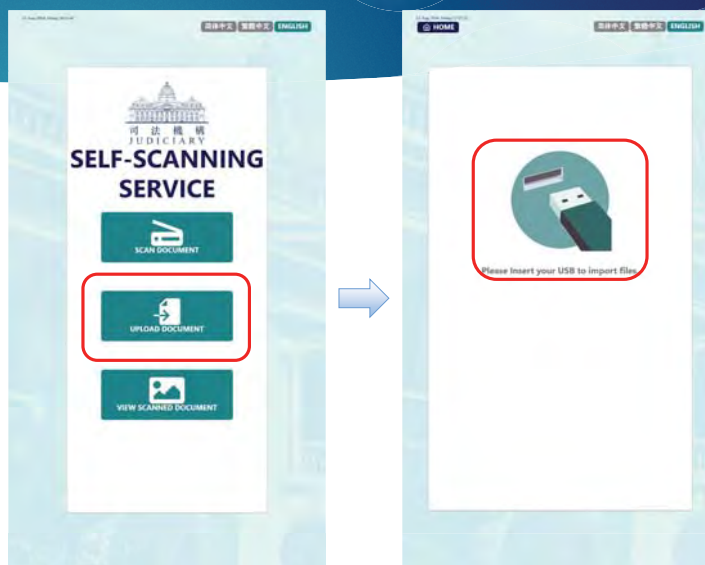 简体中文 繁體中文 ENGLISH
司法機構
JUDICIARY
SELF-SCANNING
SERVICE
SCAN DOCUMENT
UPLOAD DOCUMENT
VIEW SCANNED DOCUMENT
HOME
简体中文 繁體中文 ENGLISH
Please Insert your USB to import files